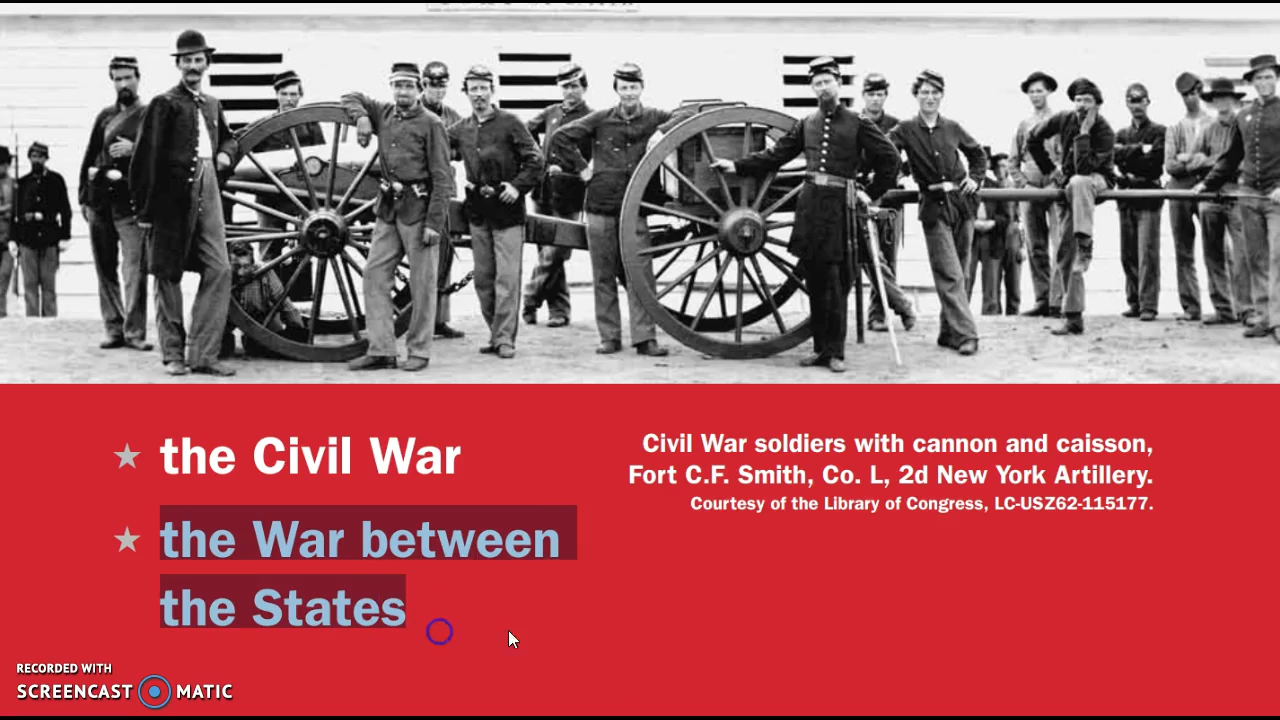 the Civil War
the War between
the States
Civil War soldiers with cannon and caisson,
Fort C.F. Smith, Co. L, 2d New York Artillery.
Courtesy of the Library of Congress, LC-USZ62-115177.
RECORDED WITH
SCREENCAST MATIC